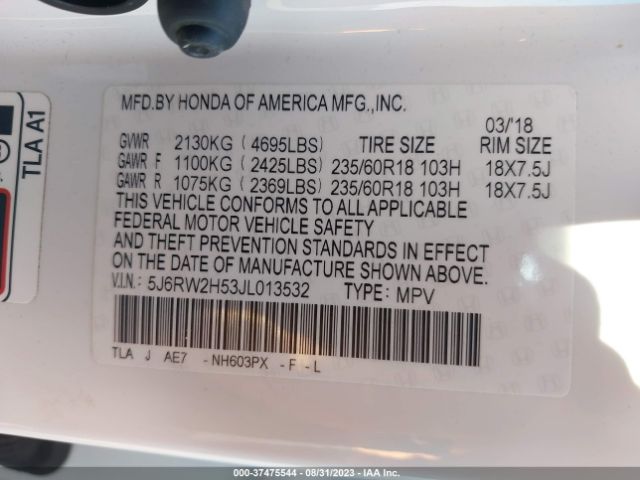 MFD.BY HONDA OF AMERICA MFG.,INC.
03/'18
GVWR 2130KG ( 4695LBS) TIRE SIZE RIM SIZE
GAWR F 1100KG ( 2425LBS) 235/60R18 103H 18X7.5J
GAWR R 1075KG ( 2369LBS) 235/60R18 103H 18X7.5J
THIS VEHICLE CONFORMS TO ALL APPLICABLE
FEDERAL MOTOR VEHICLE SAFETY
AND THEFT PREVENTION STANDARDS IN EFFECT
ON THE DATE OF MANUFACTURE SHOWN ABOVE.
V.I.N.: 5J6RW2H53JL013532 TYPE: MPV
TLA J AE7 -NH603PX -F -L
TLA A1
000-37475544 - 08/31/2023 - IAA Inc.